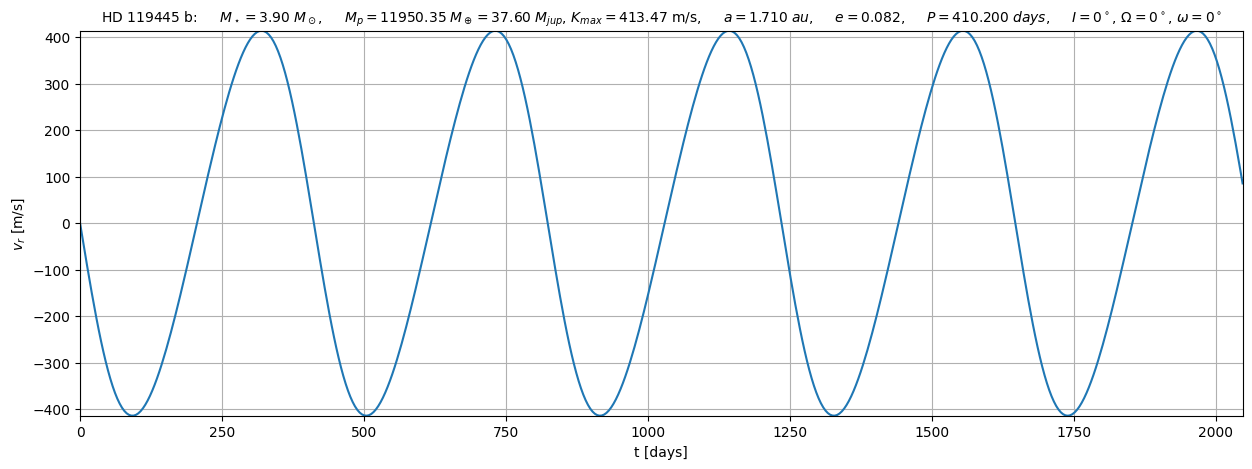 HD 119445 b: M⋆ = 3.90 M⊙, Mp = 11950.35 M⊕ = 37.60 Mjup, Kmax = 413.47 m/s, a = 1.710 au, e = 0.082, P = 410.200 days, I = 0°, Ω = 0°, ω = 0°
400
300
200
100
0
−100
−200
−300
−400
vr [m/s]
0 250 500 750 1000 1250 1500 1750 2000
t [days]